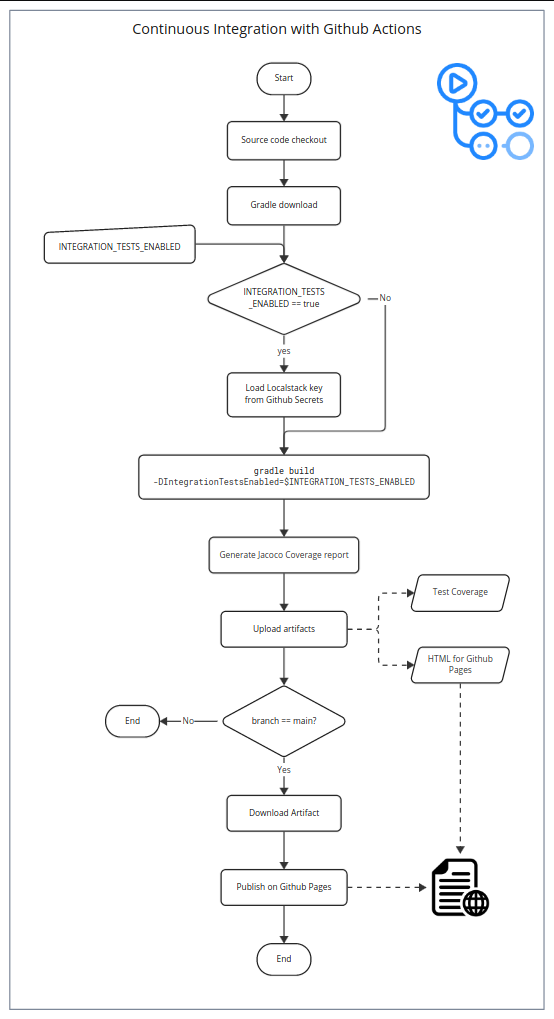 Continuous Integration with Github Actions
Start
Source code checkout
Gradle download
INTEGRATION_TESTS_ENABLED
INTEGRATION_TESTS
_ENABLED == true
No
yes
Load Localstack key
from Github Secrets
gradle build
-DIntegrationTestsEnabled=$INTEGRATION_TESTS_ENABLED
Generate Jacoco Coverage report
Test Coverage
Upload artifacts
HTML for Github
Pages
End
No
branch == main?
Yes
Download Artifact
Publish on Github Pages
End